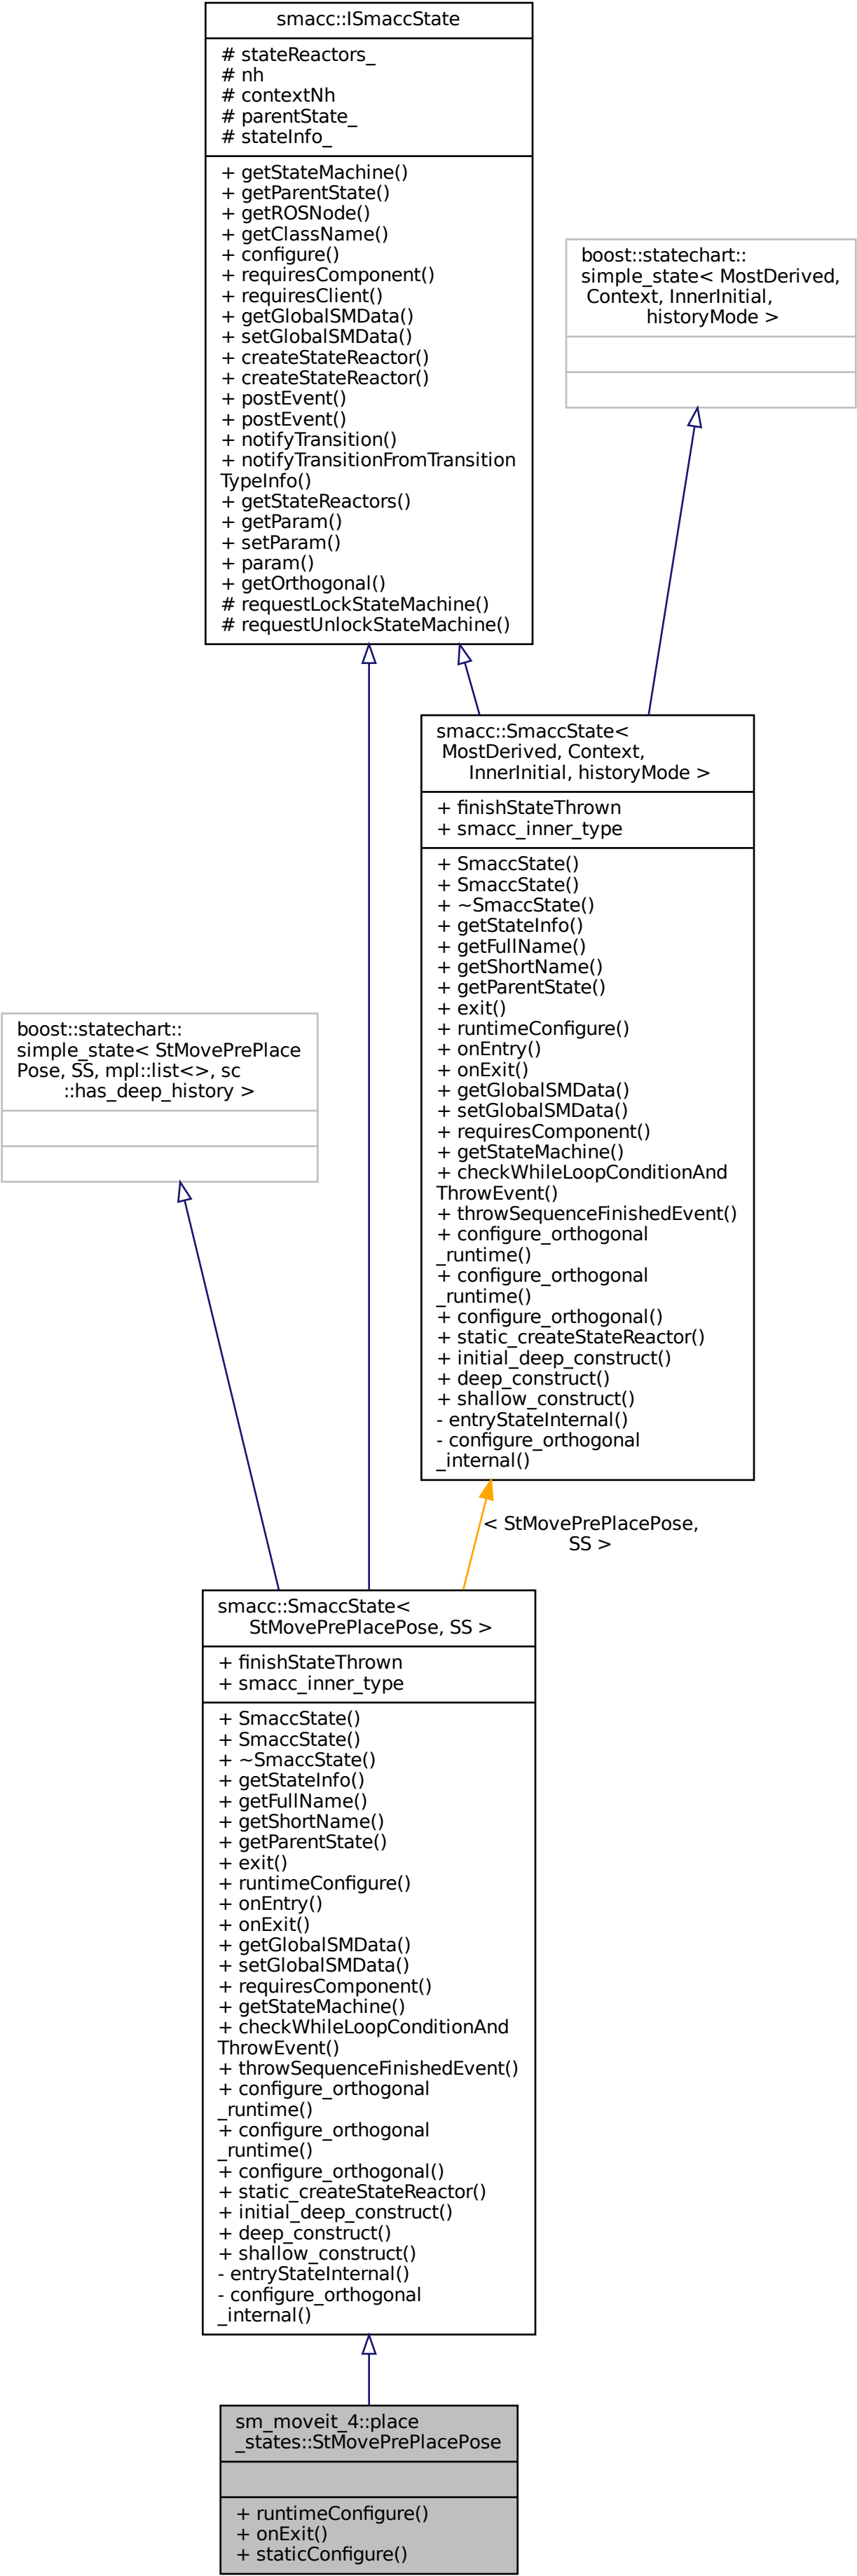 smacc::ISmaccState
# stateReactors_
# nh
# contextNh
# parentState_
# stateInfo_
+ getStateMachine()
+ getParentState()
+ getROSNode()
+ getClassName()
+ configure()
+ requiresComponent()
+ requiresClient()
+ getGlobalSMData()
+ setGlobalSMData()
+ createStateReactor()
+ createStateReactor()
+ postEvent()
+ postEvent()
+ notifyTransition()
+ notifyTransitionFromTransition
TypeInfo()
+ getStateReactors()
+ getParam()
+ setParam()
+ param()
+ getOrthogonal()
# requestLockStateMachine()
# requestUnlockStateMachine()
boost::statechart::
simple_state< MostDerived,
Context, InnerInitial,
historyMode >
smacc::SmaccState<
MostDerived, Context,
InnerInitial, historyMode >
+ finishStateThrown
+ smacc_inner_type
+ SmaccState()
+ SmaccState()
+ ~SmaccState()
+ getStateInfo()
+ getFullName()
+ getShortName()
+ getParentState()
+ exit()
+ runtimeConfigure()
+ onEntry()
+ onExit()
+ getGlobalSMData()
+ setGlobalSMData()
+ requiresComponent()
+ getStateMachine()
+ checkWhileLoopConditionAnd
ThrowEvent()
+ throwSequenceFinishedEvent()
+ configure_orthogonal
_runtime()
+ configure_orthogonal
_runtime()
+ configure_orthogonal()
+ static_createStateReactor()
+ initial_deep_construct()
+ deep_construct()
+ shallow_construct()
- entryStateInternal()
- configure_orthogonal
_internal()
boost::statechart::
simple_state< StMovePrePlace
Pose, SS, mpl::list<>, sc
::has_deep_history >
< StMovePrePlacePose,
SS >
smacc::SmaccState<
StMovePrePlacePose, SS >
+ finishStateThrown
+ smacc_inner_type
+ SmaccState()
+ SmaccState()
+ ~SmaccState()
+ getStateInfo()
+ getFullName()
+ getShortName()
+ getParentState()
+ exit()
+ runtimeConfigure()
+ onEntry()
+ onExit()
+ getGlobalSMData()
+ setGlobalSMData()
+ requiresComponent()
+ getStateMachine()
+ checkWhileLoopConditionAnd
ThrowEvent()
+ throwSequenceFinishedEvent()
+ configure_orthogonal
_runtime()
+ configure_orthogonal
_runtime()
+ configure_orthogonal()
+ static_createStateReactor()
+ initial_deep_construct()
+ deep_construct()
+ shallow_construct()
- entryStateInternal()
- configure_orthogonal
_internal()
sm_moveit_4::place
_states::StMovePrePlacePose
+ runtimeConfigure()
+ onExit()
+ staticConfigure()